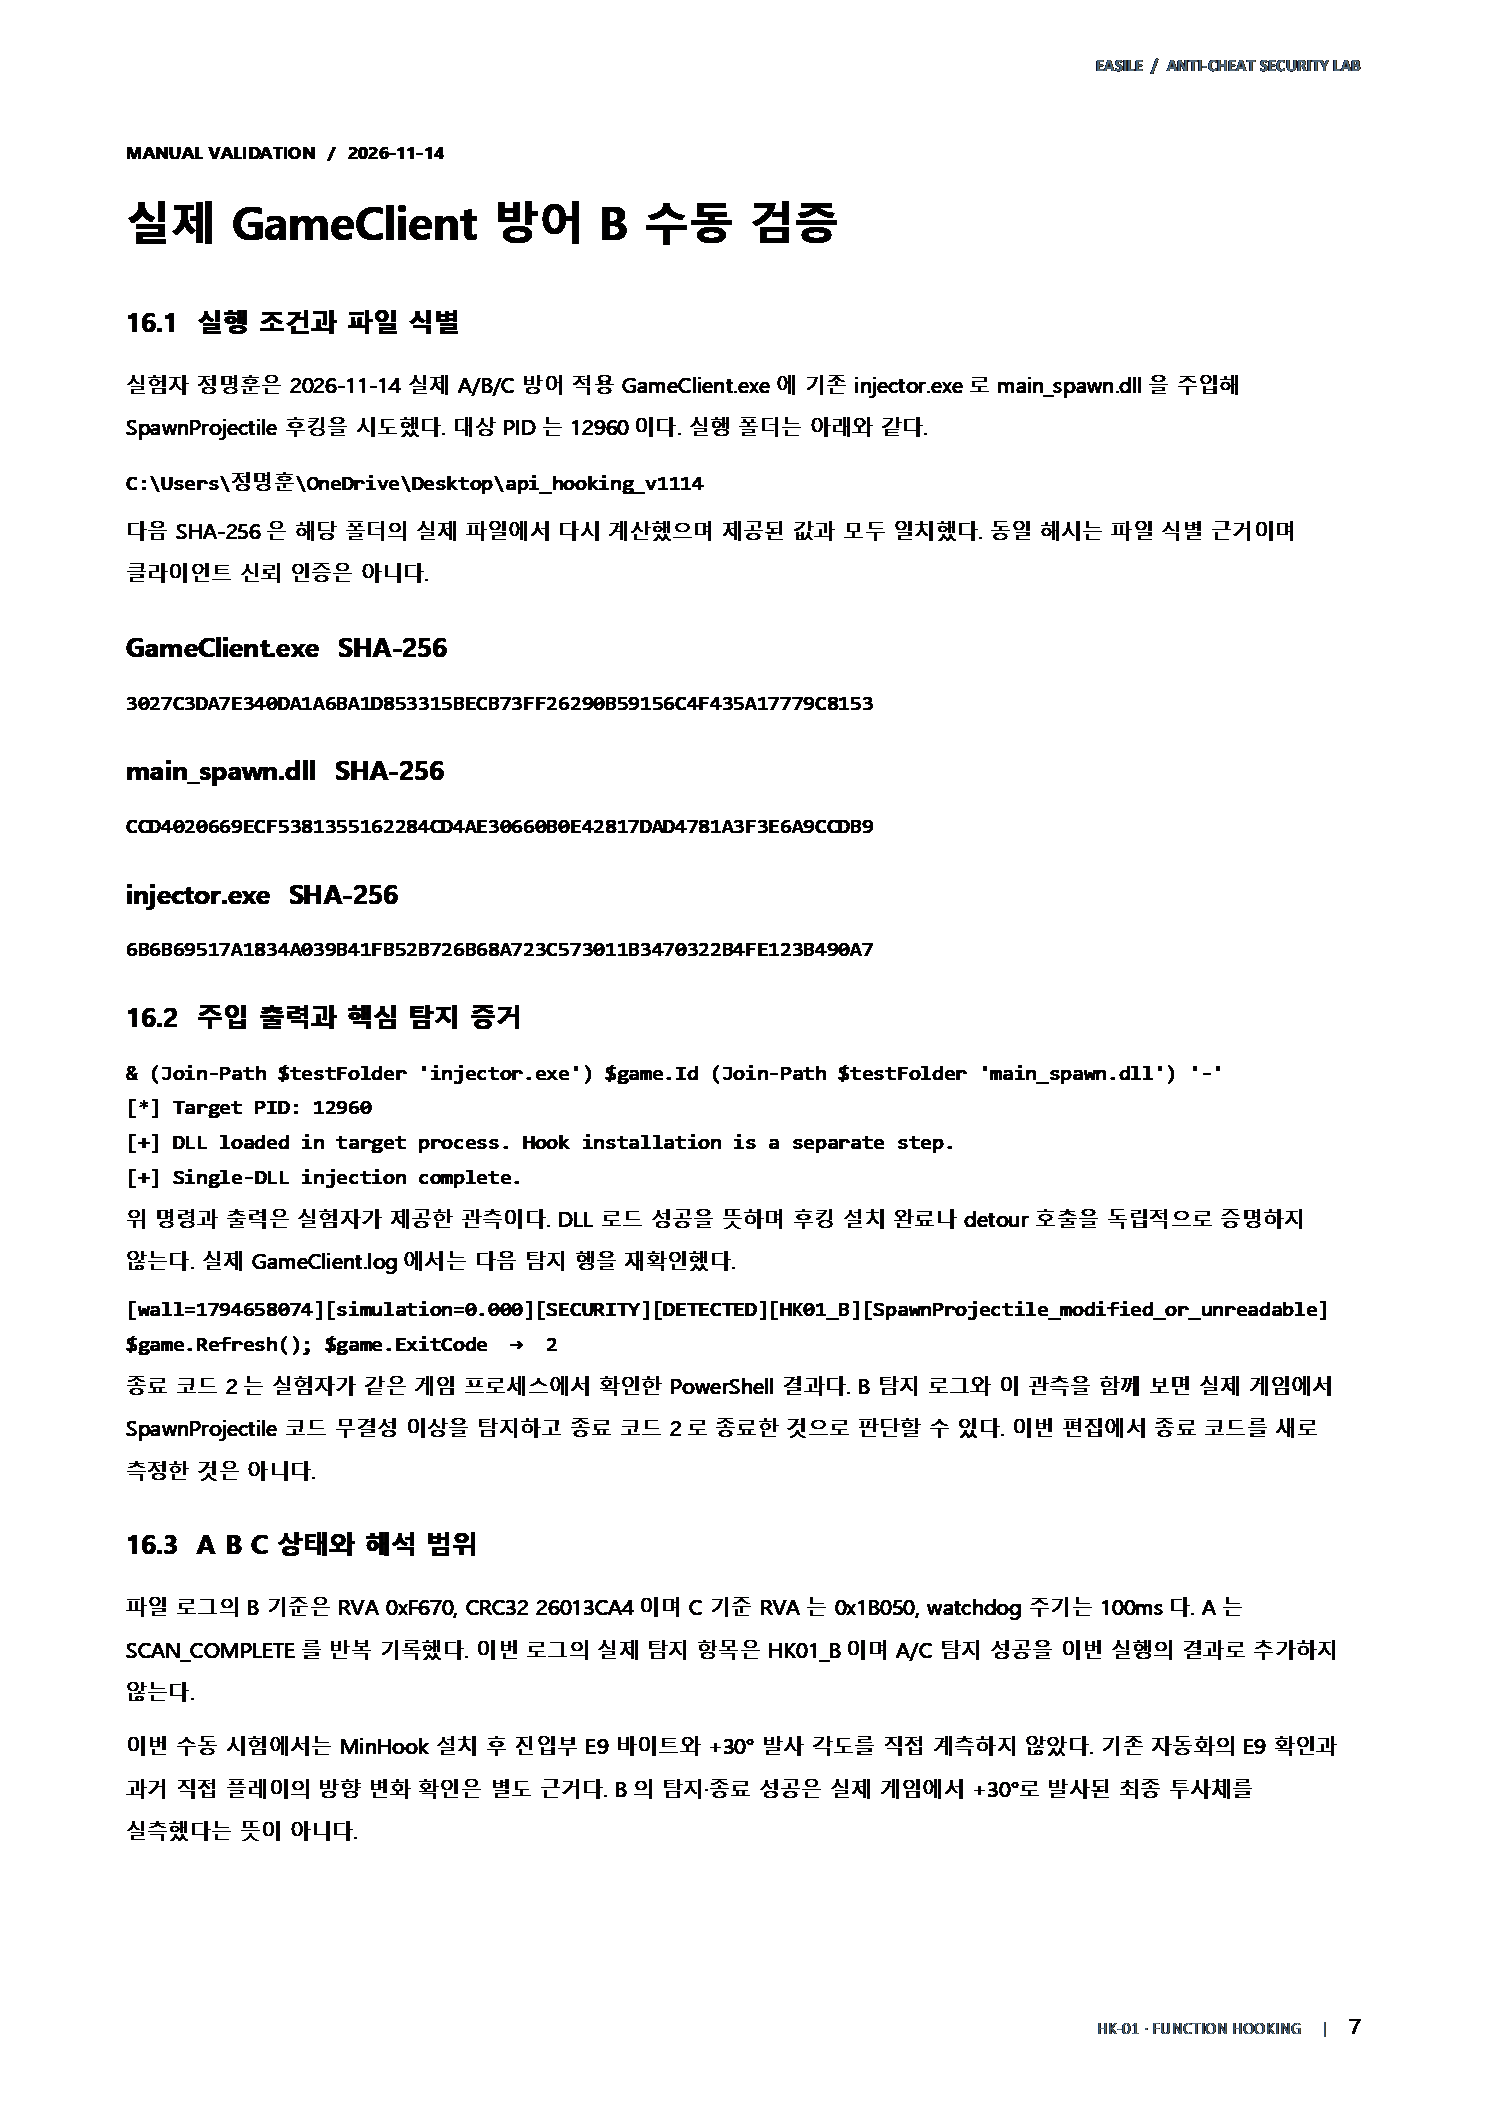 EASILE / ANTI-CHEAT SECURITY LAB
MANUAL VALIDATION / 2026-11-14
실제 GameClient 방어 B 수동 검증
16.1 실행 조건과 파일 식별
실험자 정명훈은 2026-11-14 실제 A/B/C 방어 적용 GameClient.exe 에 기존 injector.exe 로 main_spawn.dll 을 주입해
SpawnProjectile 후킹을 시도했다. 대상 PID 는 12960 이다. 실행 폴더는 아래와 같다.
C:\Users\정명훈\OneDrive\Desktop\api_hooking_v1114
다음 SHA-256 은 해당 폴더의 실제 파일에서 다시 계산했으며 제공된 값과 모두 일치했다. 동일 해시는 파일 식별 근거이며
클라이언트 신뢰 인증은 아니다.
GameClient.exe SHA-256
3027C3DA7E340DA1A6BA1D853315BECB73FF26290B59156C4F435A17779C8153
main_spawn.dll SHA-256
CCD4020669ECF5381355162284CD4AE30660B0E42817DAD4781A3F3E6A9CCDB9
injector.exe SHA-256
6B6B69517A1834A039B41FB52B726B68A723C573011B3470322B4FE123B490A7
16.2 주입 출력과 핵심 탐지 증거
& (Join-Path $testFolder 'injector.exe') $game.Id (Join-Path $testFolder 'main_spawn.dll') '-'
[*] Target PID: 12960
[+] DLL loaded in target process. Hook installation is a separate step.
[+] Single-DLL injection complete.
위 명령과 출력은 실험자가 제공한 관측이다. DLL 로드 성공을 뜻하며 후킹 설치 완료나 detour 호출을 독립적으로 증명하지
않는다. 실제 GameClient.log 에서는 다음 탐지 행을 재확인했다.
[wall=1794658074][simulation=0.000][SECURITY][DETECTED][HK01_B][SpawnProjectile_modified_or_unreadable]
$game.Refresh(); $game.ExitCode → 2
종료 코드 2 는 실험자가 같은 게임 프로세스에서 확인한 PowerShell 결과다. B 탐지 로그와 이 관측을 함께 보면 실제 게임에서
SpawnProjectile 코드 무결성 이상을 탐지하고 종료 코드 2 로 종료한 것으로 판단할 수 있다. 이번 편집에서 종료 코드를 새로
측정한 것은 아니다.
16.3 A B C 상태와 해석 범위
파일 로그의 B 기준은 RVA 0xF670, CRC32 26013CA4 이며 C 기준 RVA 는 0x1B050, watchdog 주기는 100ms 다. A 는
SCAN_COMPLETE 를 반복 기록했다. 이번 로그의 실제 탐지 항목은 HK01_B 이며 A/C 탐지 성공을 이번 실행의 결과로 추가하지
않는다.
이번 수동 시험에서는 MinHook 설치 후 진입부 E9 바이트와 +30° 발사 각도를 직접 계측하지 않았다. 기존 자동화의 E9 확인과
과거 직접 플레이의 방향 변화 확인은 별도 근거다. B 의 탐지·종료 성공은 실제 게임에서 +30°로 발사된 최종 투사체를
실측했다는 뜻이 아니다.
HK-01 · FUNCTION HOOKING | 7